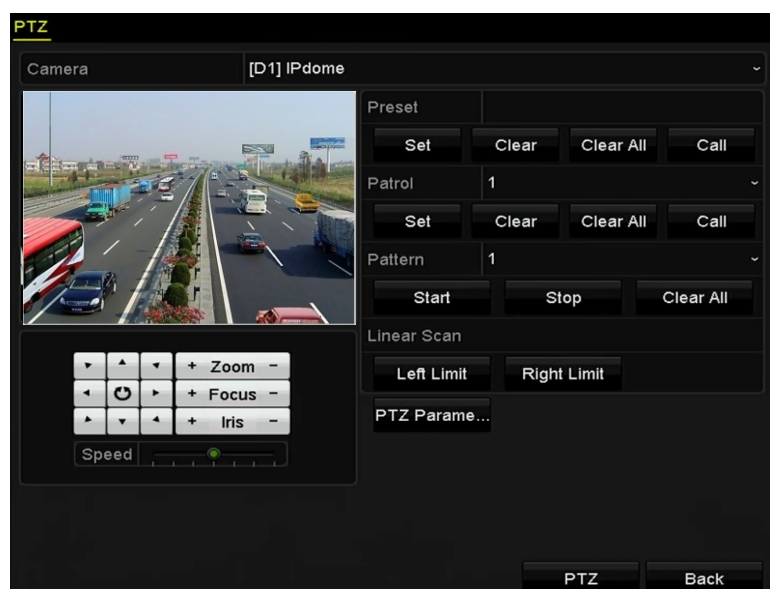 PTZ
Camera [D1] IPdome
Preset
Set Clear Clear All Call
Patrol 1
Set Clear Clear All Call
Pattern 1
Start Stop Clear All
Linear Scan
Left Limit Right Limit
PTZ Parame...
+ Zoom -
+ Focus -
+ Iris -
Speed
PTZ Back